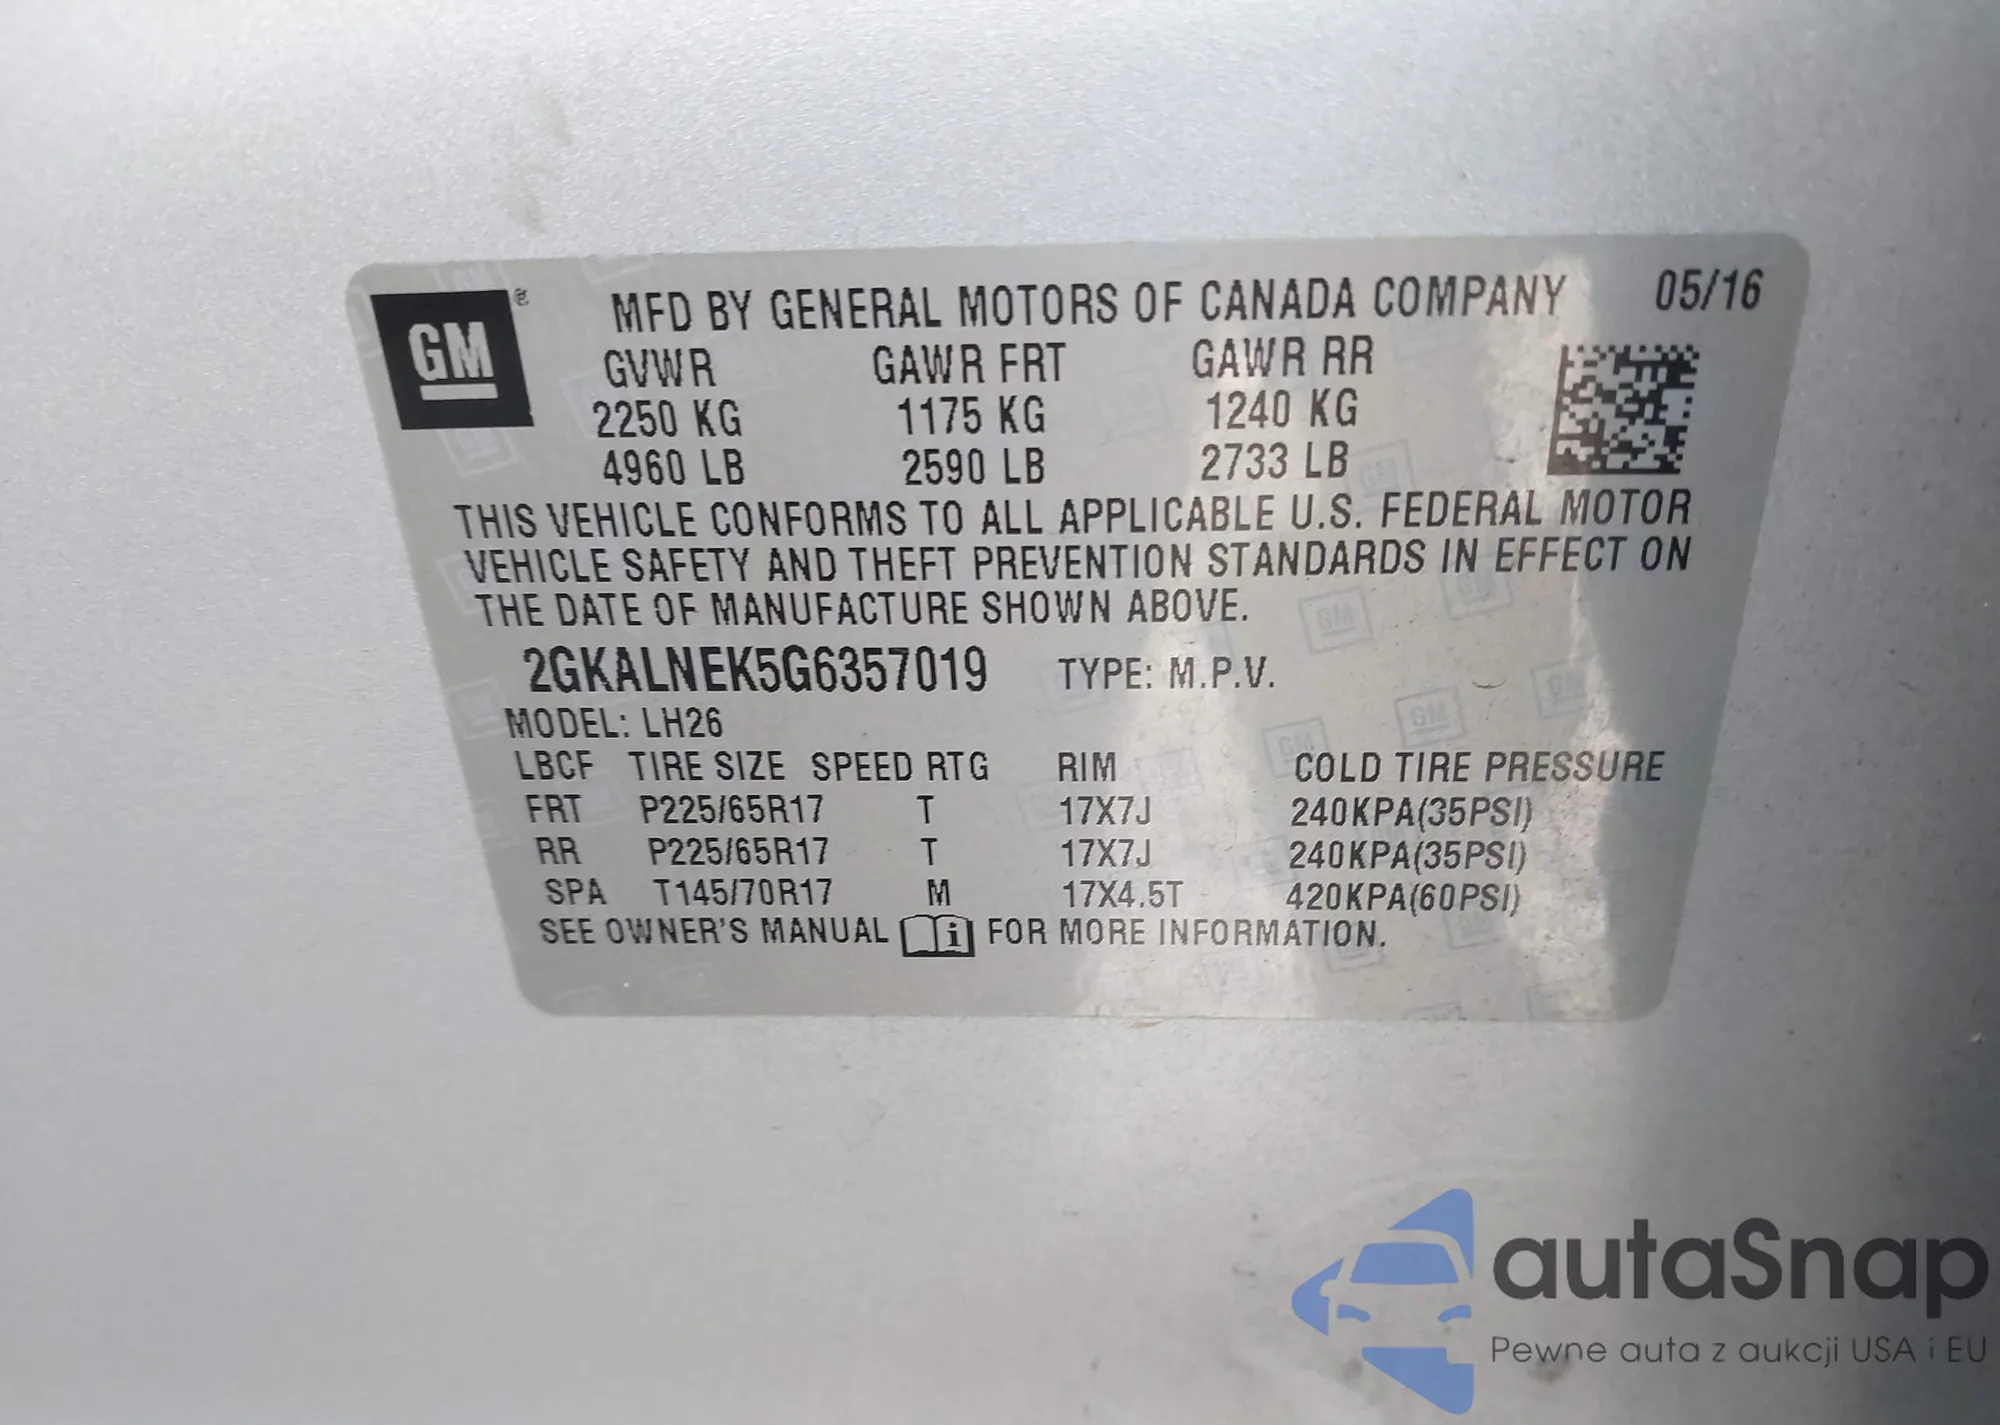 GM ®
MFD BY GENERAL MOTORS OF CANADA COMPANY 05/16
GVWR GAWR FRT GAWR RR
2250 KG 1175 KG 1240 KG
4960 LB 2590 LB 2733 LB
THIS VEHICLE CONFORMS TO ALL APPLICABLE U.S. FEDERAL MOTOR
VEHICLE SAFETY AND THEFT PREVENTION STANDARDS IN EFFECT ON
THE DATE OF MANUFACTURE SHOWN ABOVE.
2GKALNEK5G6357019 TYPE: M.P.V.
MODEL: LH26
LBCF TIRE SIZE SPEED RTG RIM COLD TIRE PRESSURE
FRT P225/65R17 T 17X7J 240KPA(35PSI)
RR P225/65R17 T 17X7J 240KPA(35PSI)
SPA T145/70R17 M 17X4.5T 420KPA(60PSI)
SEE OWNER'S MANUAL i FOR MORE INFORMATION.
autaSnap
Pewne auta z aukcji USA i EU